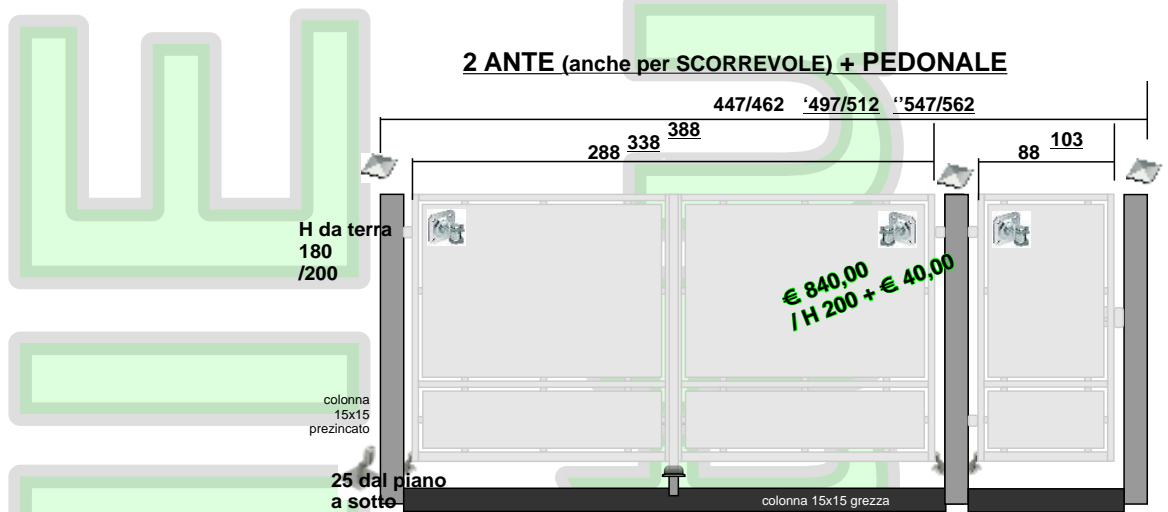 2 ANTE (anche per SCORREVOLE) + PEDONALE
447/462 ‘497/512 ‘’547/562
288 338 388
88 103
H da terra
180
/200
€ 840,00
/ H 200 + € 40,00
colonna
15x15
prezincato
25 dal piano
a sotto
colonna 15x15 grezza